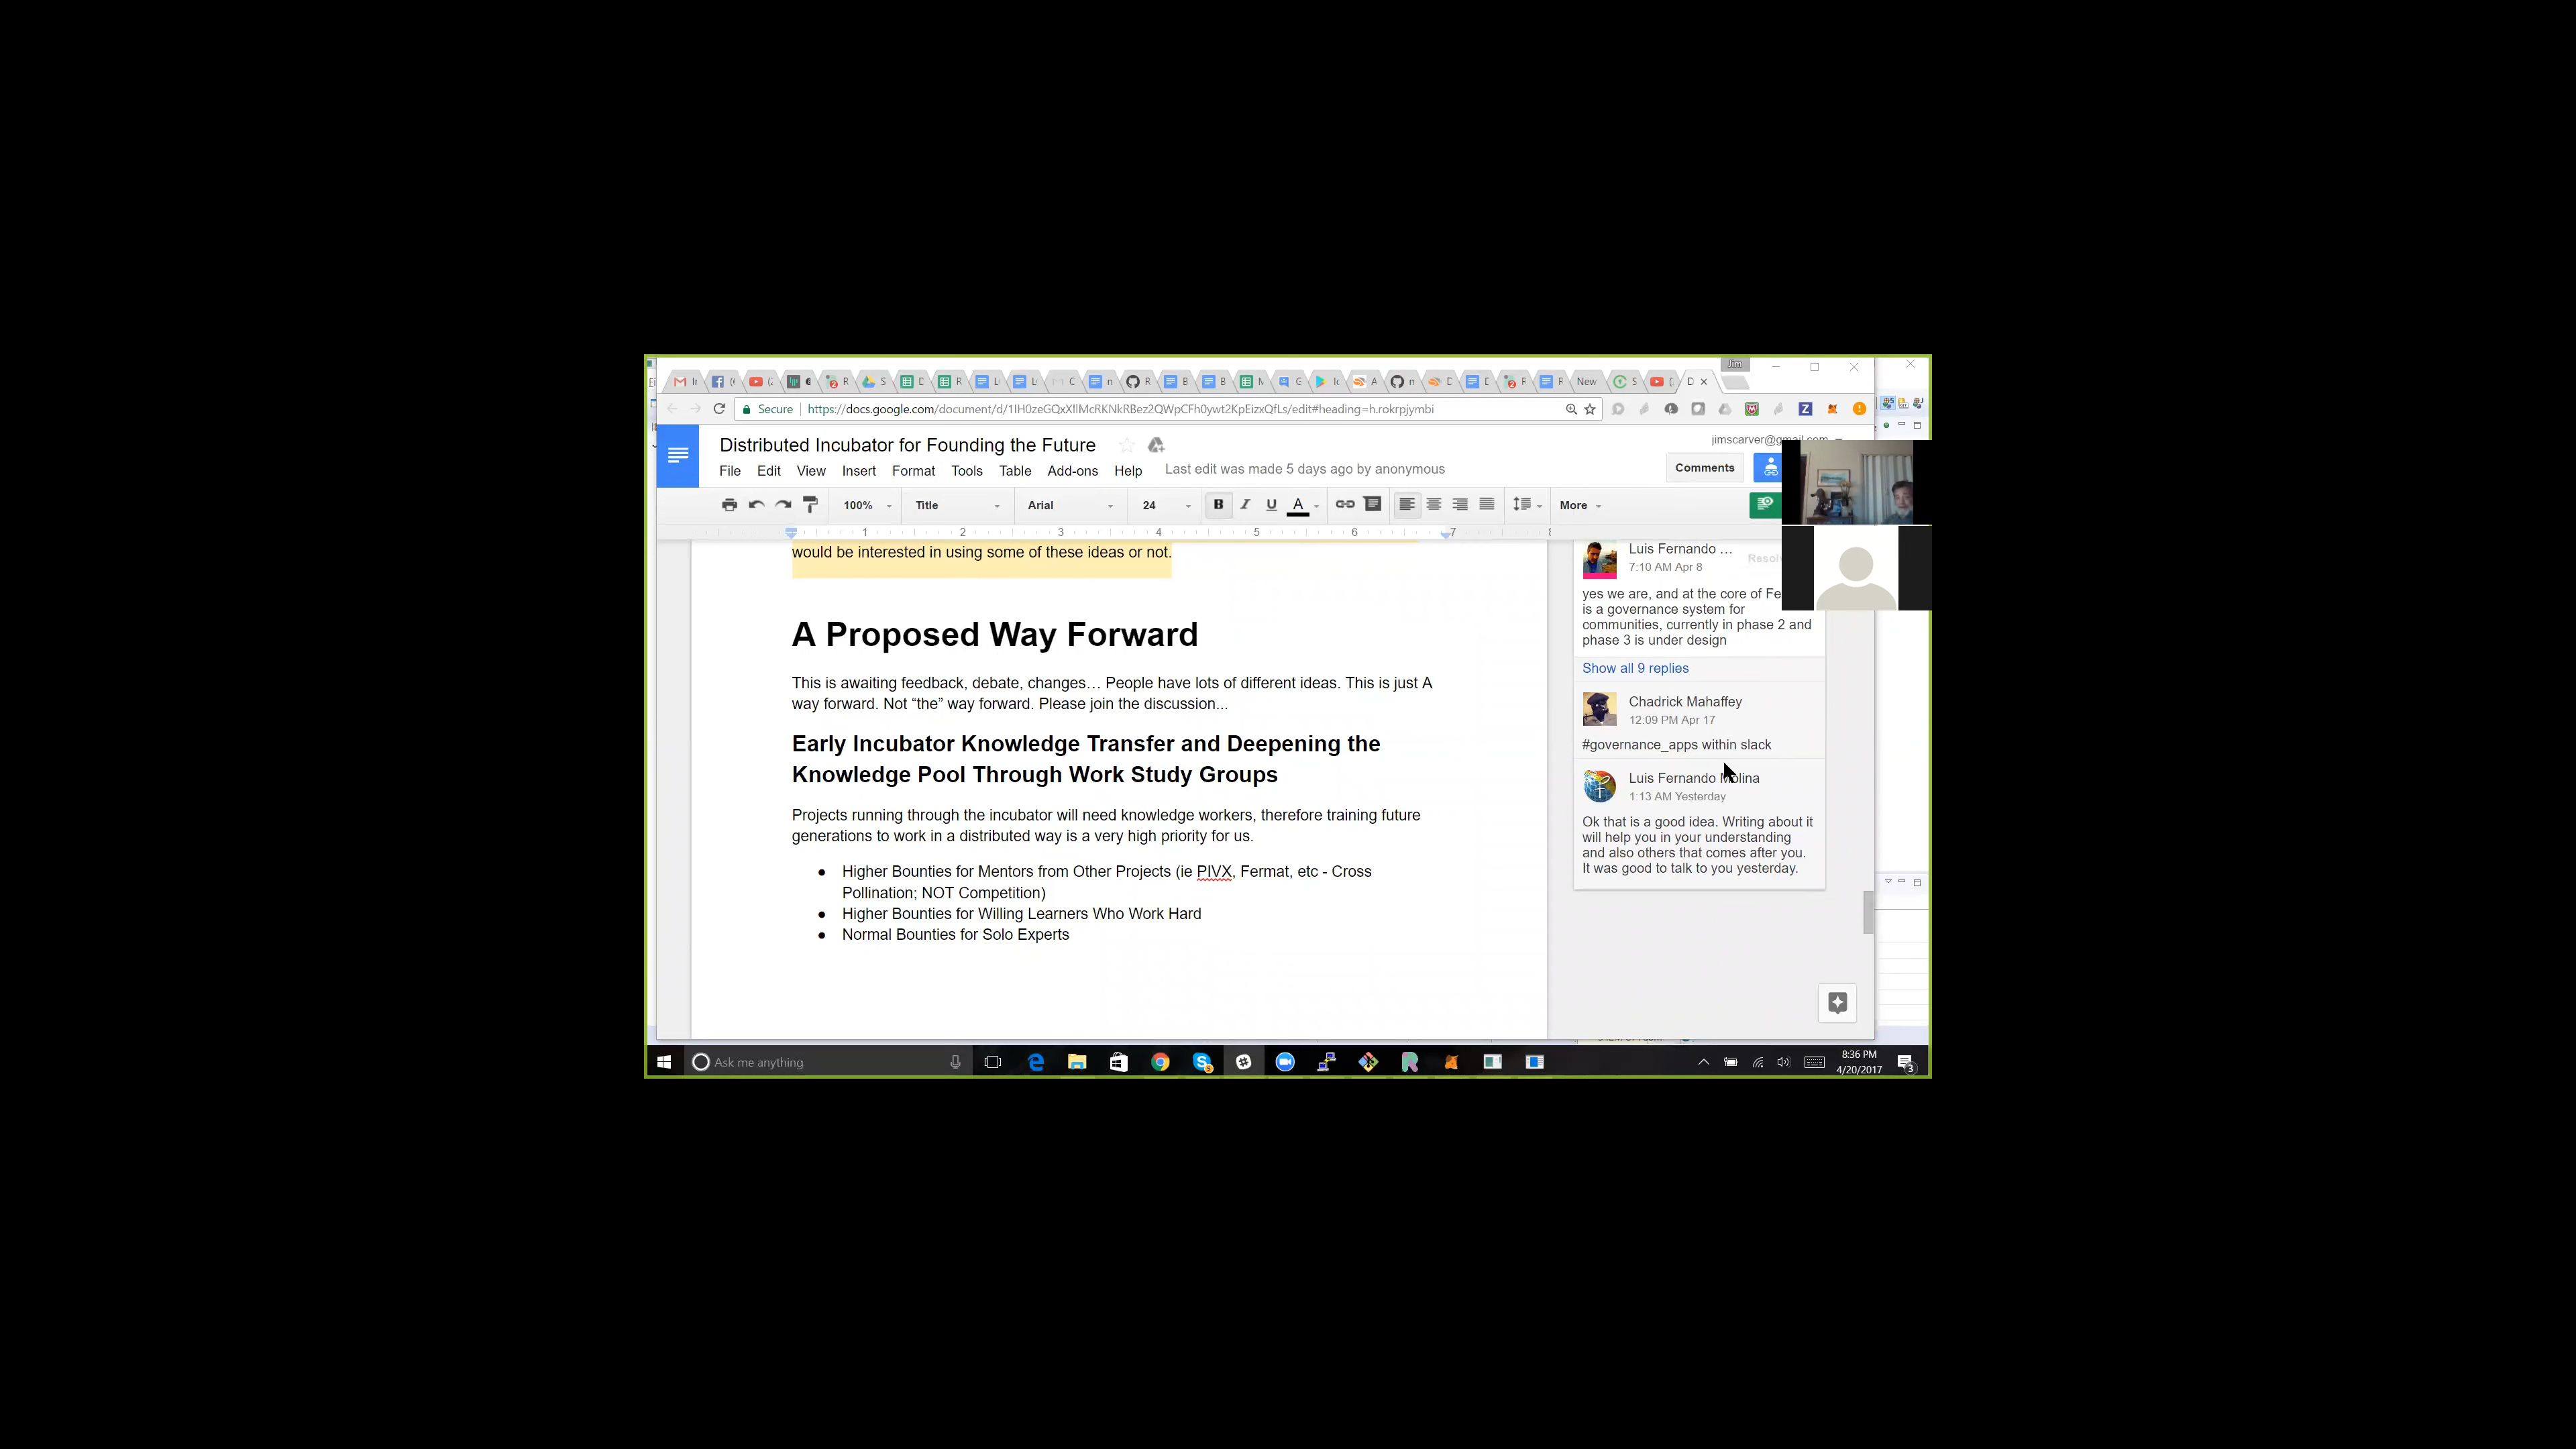 Jim
Secure
https://docs.google.com/document/d/1IH0zeGQxXIlMcRKNkRBez2QWpCFh0ywt2KpEizxQfLs/edit#heading=h.rokrpjymbi
Distributed Incubator for Founding the Future
jimscarver@gmail.com
File Edit View Insert Format Tools Table Add-ons Help
Last edit was made 5 days ago by anonymous
Comments
100% Title Arial 24 B I U A More
1 2 3 4 5 6 7
would be interested in using some of these ideas or not.
A Proposed Way Forward
This is awaiting feedback, debate, changes… People have lots of different ideas. This is just A
way forward. Not “the” way forward. Please join the discussion...
Early Incubator Knowledge Transfer and Deepening the
Knowledge Pool Through Work Study Groups
Projects running through the incubator will need knowledge workers, therefore training future
generations to work in a distributed way is a very high priority for us.
● Higher Bounties for Mentors from Other Projects (ie PIVX, Fermat, etc - Cross
Pollination; NOT Competition)
● Higher Bounties for Willing Learners Who Work Hard
● Normal Bounties for Solo Experts
Luis Fernando ...
7:10 AM Apr 8
yes we are, and at the core of Fe
is a governance system for
communities, currently in phase 2 and
phase 3 is under design
Show all 9 replies
Chadrick Mahaffey
12:09 PM Apr 17
#governance_apps within slack
Luis Fernando Molina
1:13 AM Yesterday
Ok that is a good idea. Writing about it
will help you in your understanding
and also others that comes after you.
It was good to talk to you yesterday.
Ask me anything
8:36 PM
4/20/2017
3